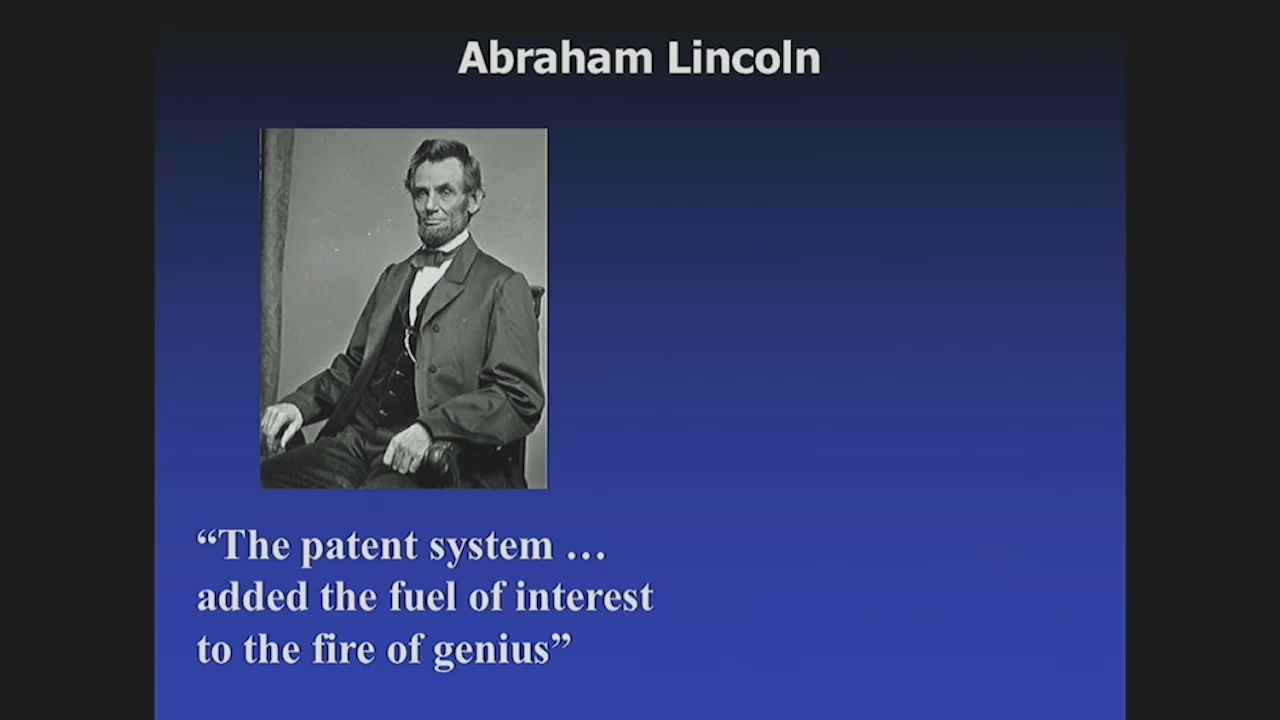 Abraham Lincoln
“The patent system …
added the fuel of interest
to the fire of genius”